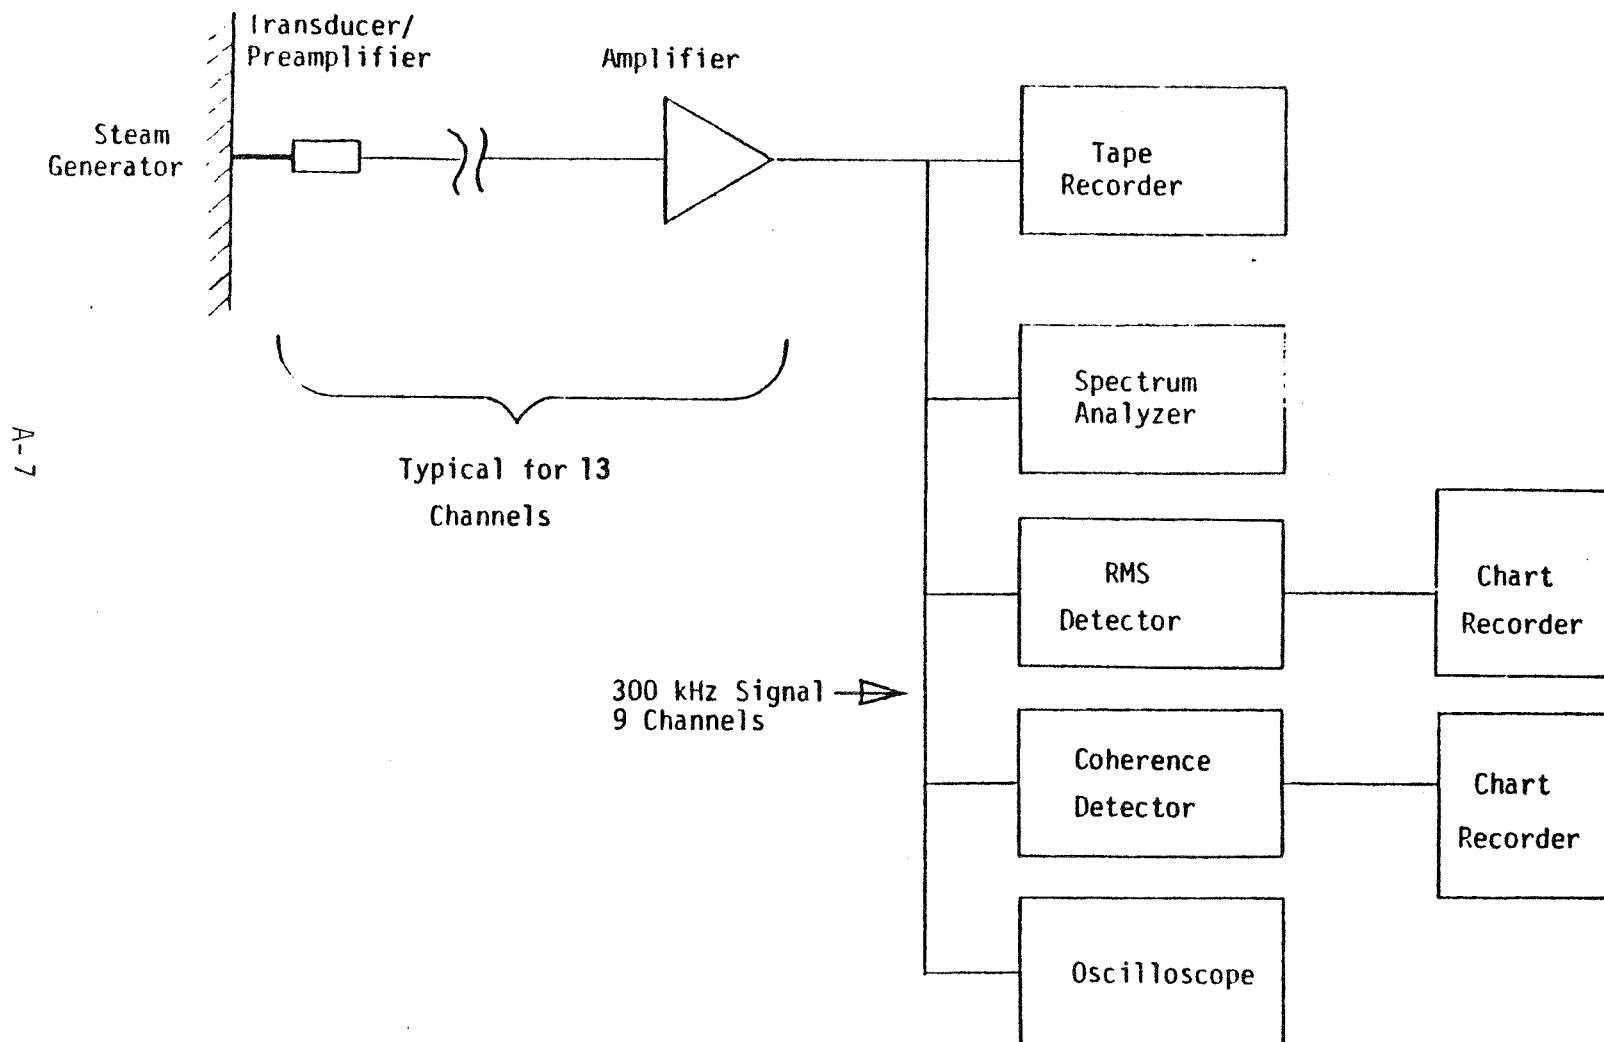 Transducer/
Preamplifier
Amplifier
Steam
Generator
Tape
Recorder
Spectrum
Analyzer
A-7
Typical for 13
Channels
RMS
Detector
Chart
Recorder
300 kHz Signal
9 Channels
Coherence
Detector
Chart
Recorder
Oscilloscope